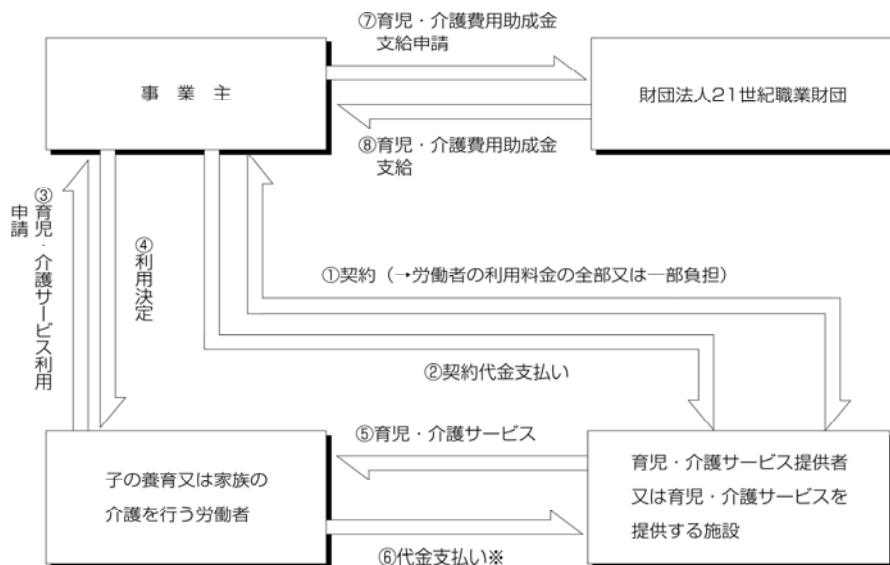 ⑦育児・介護費用助成金
支給申請
事　業　主
財団法人21世紀職業財団
⑧育児・介護費用助成金
支給
③育児・介護サービス利用
申請
④利用決定
①契約（→労働者の利用料金の全部又は一部負担）
②契約代金支払い
⑤育児・介護サービス
子の養育又は家族の
介護を行う労働者
育児・介護サービス提供者
又は育児・介護サービスを
提供する施設
⑥代金支払い※